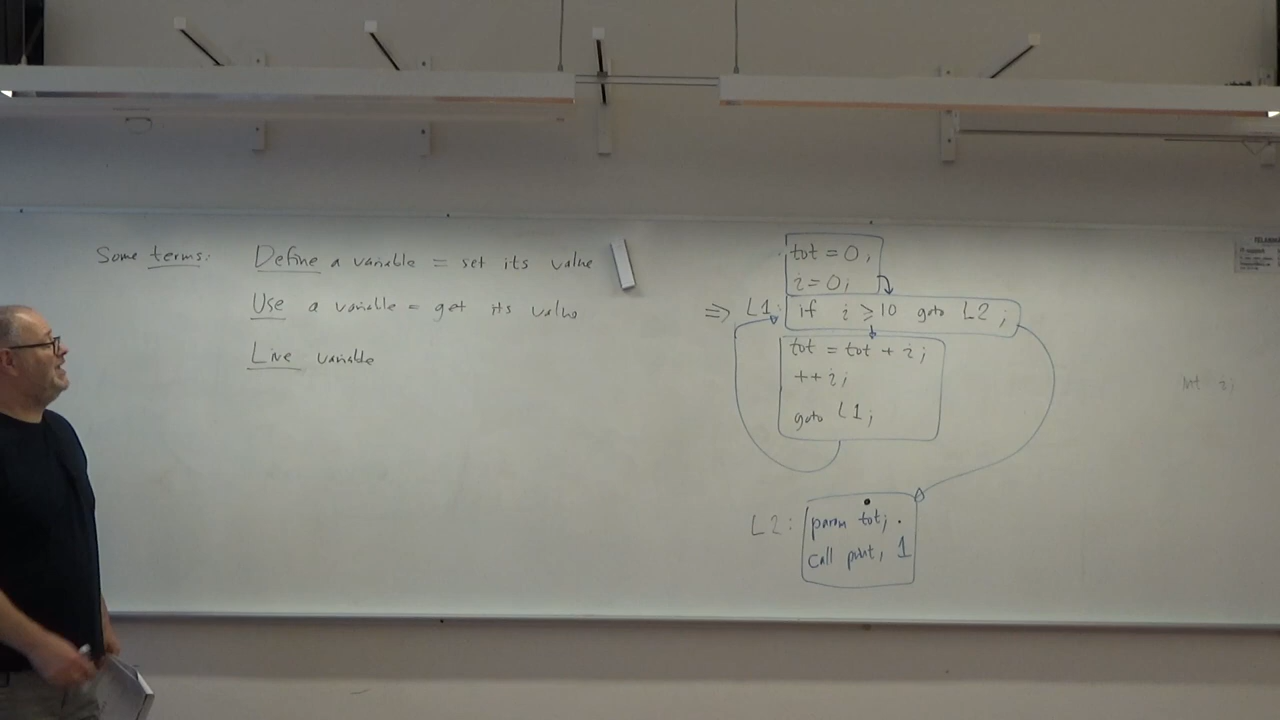 Some terms: Define a variable = set its value
Use a variable = get its value
Live variable
tot = 0;
i = 0;
⇒ L1: if i ≥ 10 goto L2;
tot = tot + i;
++i;
goto L1;
L2: param tot;
call print, 1